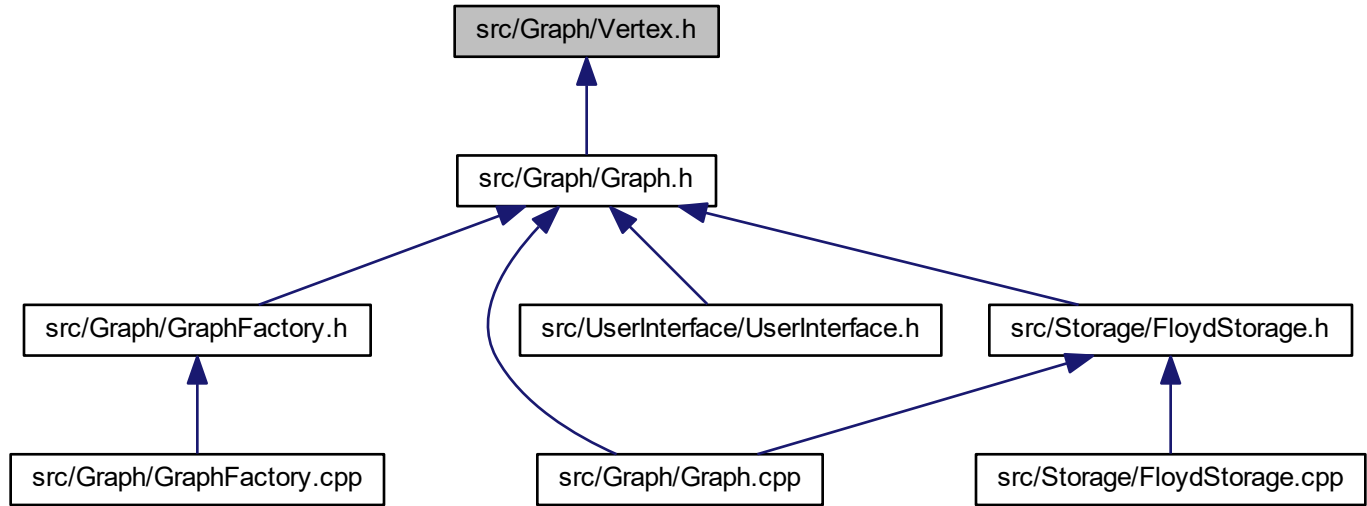 src/Graph/Vertex.h
src/Graph/Graph.h
src/Graph/GraphFactory.h
src/UserInterface/UserInterface.h
src/Storage/FloydStorage.h
src/Graph/GraphFactory.cpp
src/Graph/Graph.cpp
src/Storage/FloydStorage.cpp